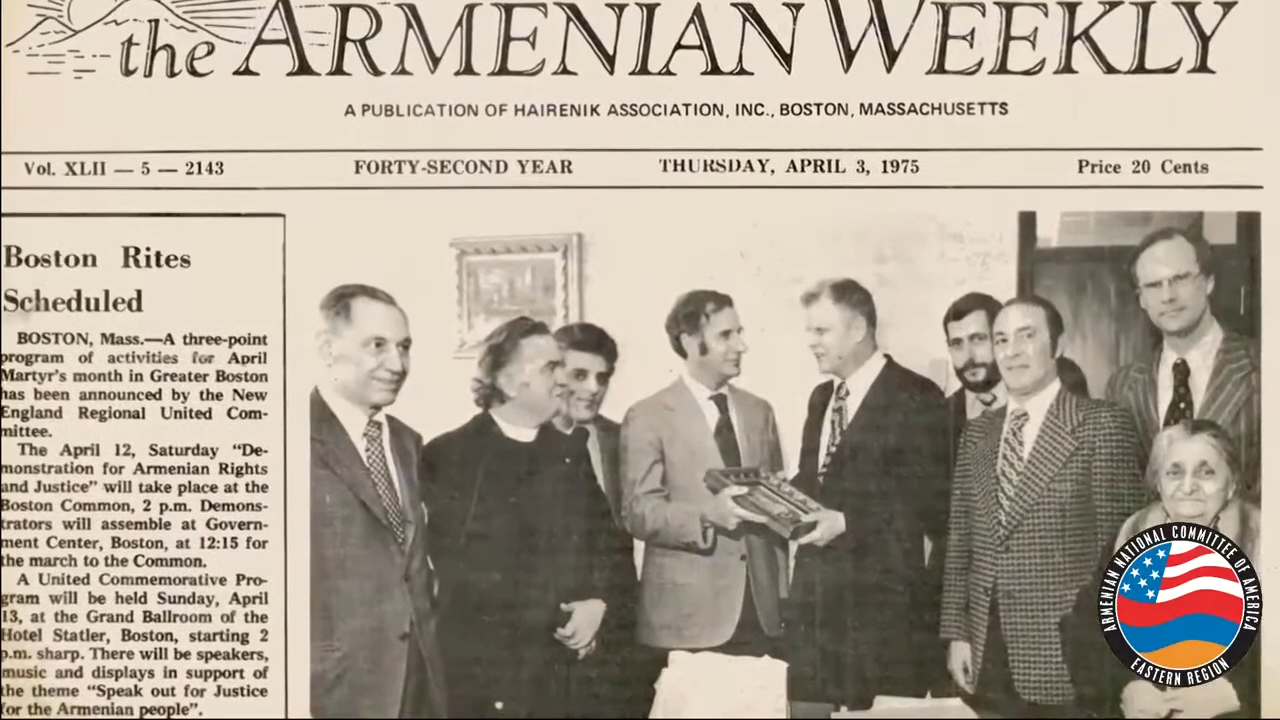 the ARMENIAN WEEKLY
A PUBLICATION OF HAIRENIK ASSOCIATION, INC., BOSTON, MASSACHUSETTS
Vol. XLII — 5 — 2143 FORTY-SECOND YEAR THURSDAY, APRIL 3, 1975 Price 20 Cents
Boston Rites
Scheduled
BOSTON, Mass.—A three-point
program of activities for April
Martyr's month in Greater Boston
has been announced by the New
England Regional United Com-
mittee.
The April 12, Saturday "De-
monstration for Armenian Rights
and Justice" will take place at the
Boston Common, 2 p.m. Demons-
trators will assemble at Govern-
ment Center, Boston, at 12:15 for
the march to the Common.
A United Commemorative Pro-
gram will be held Sunday, April
13, at the Grand Ballroom of the
Hotel Statler, Boston, starting 2
p.m. sharp. There will be speakers,
music and displays in support of
the theme "Speak out for Justice
for the Armenian people".
ARMENIAN NATIONAL COMMITTEE OF AMERICA
EASTERN REGION